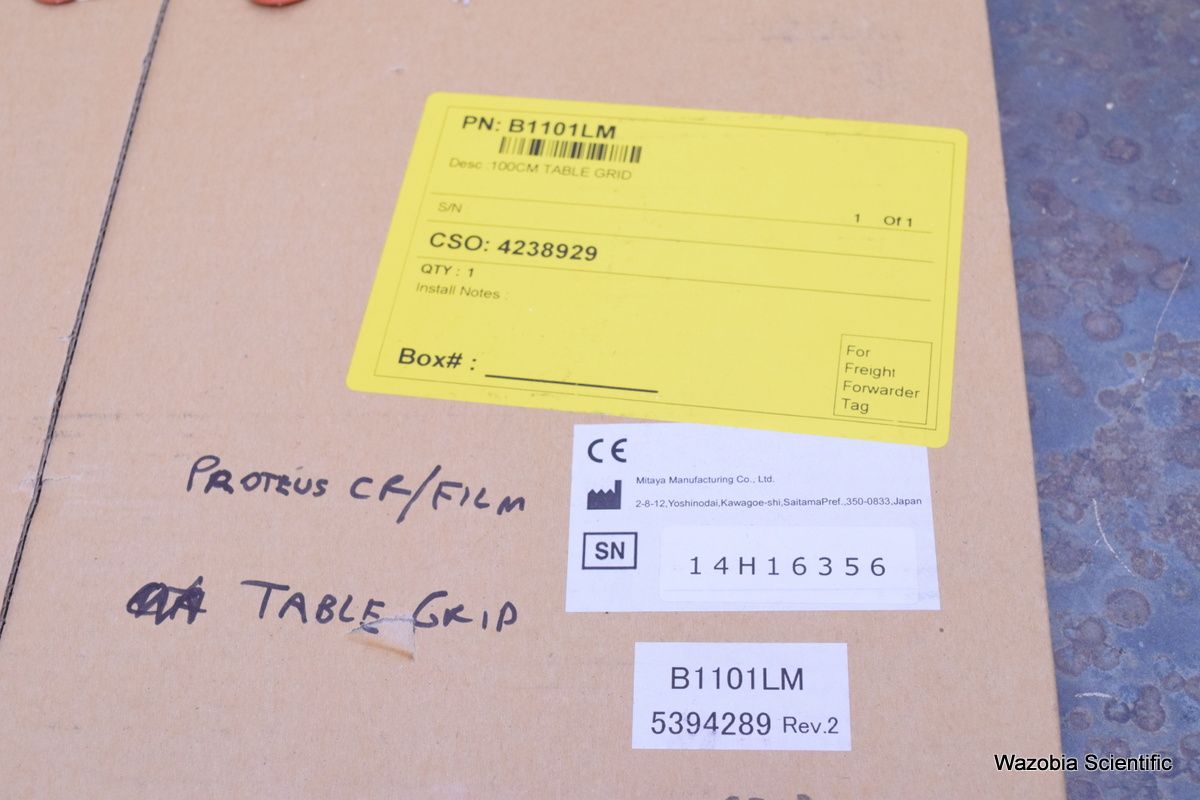 PN: B1101LM
Desc :100CM TABLE GRID
S/N
1 Of 1
CSO: 4238929
QTY : 1
Install Notes :
Box# :
For
Freight
Forwarder
Tag
CE
Mitaya Manufacturing Co., Ltd.
2-8-12,Yoshinodai,Kawagoe-shi,SaitamaPref.,350-0833,Japan
SN
14H16356
PROTEUS CR/FILM
TABLE GRID
B1101LM
5394289 Rev.2
Wazobia Scientific